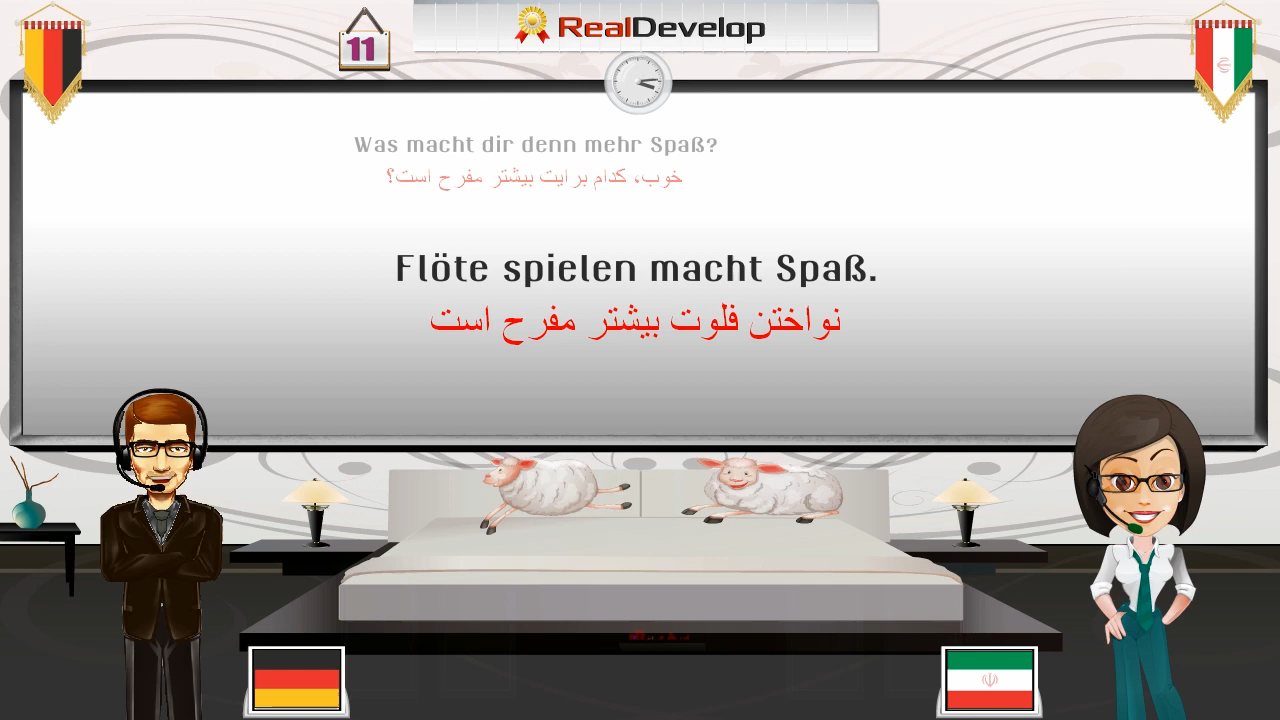 11
RealDevelop
Was macht dir denn mehr Spaß?
خوب، کدام برایت بیشتر مفرح است؟
Flöte spielen macht Spaß.
نواختن فلوت بیشتر مفرح است